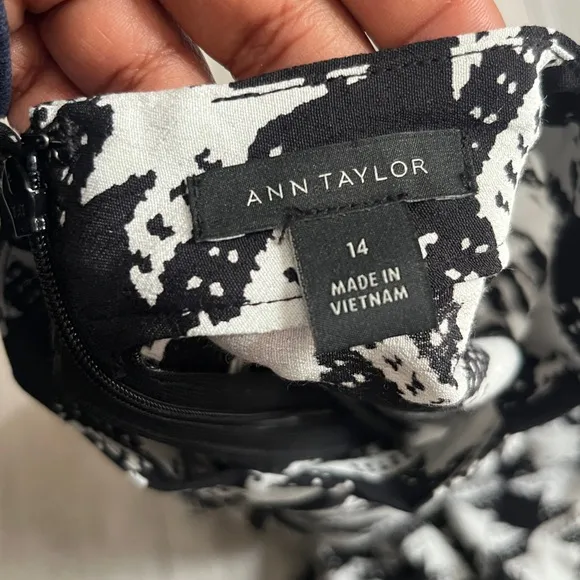 ANN TAYLOR
14
MADE IN
VIETNAM